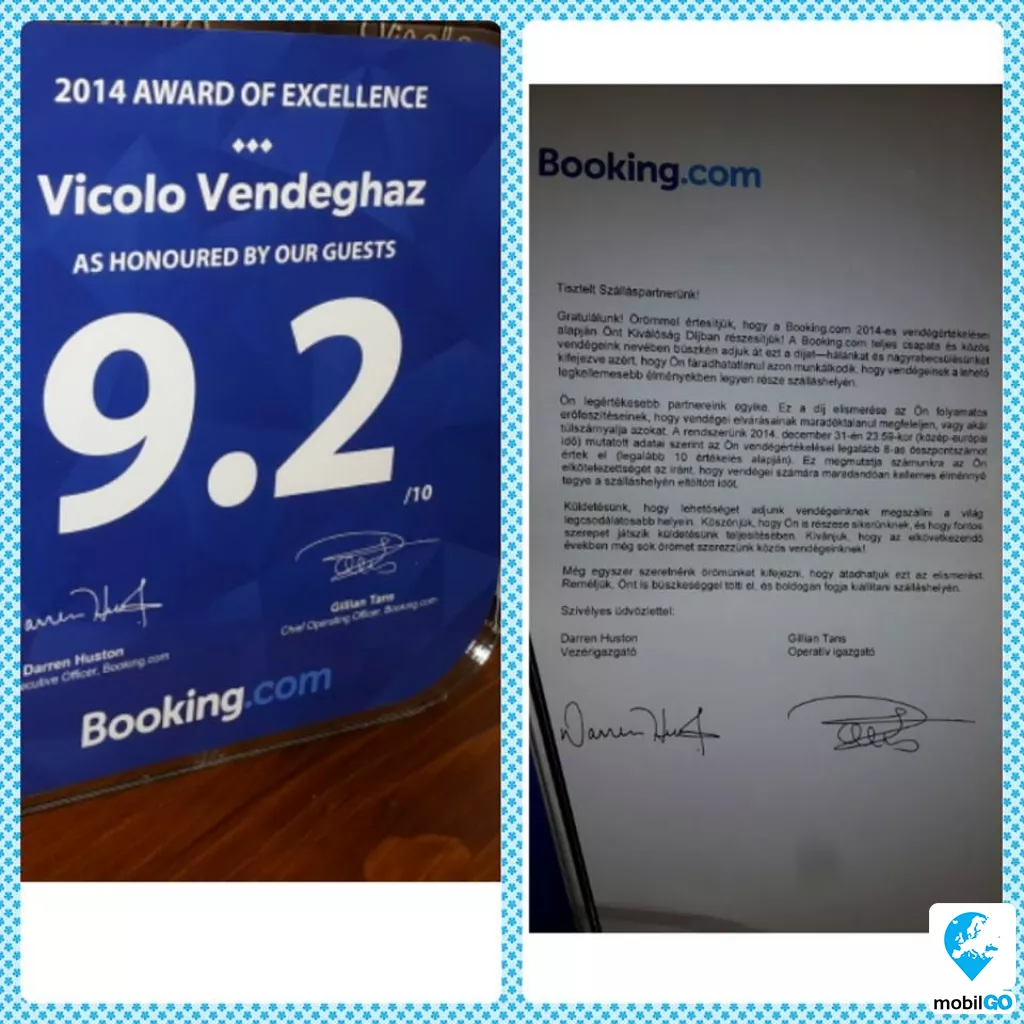 2014 AWARD OF EXCELLENCE
Vicolo Vendeghaz
AS HONOURED BY OUR GUESTS
9.2
/10
Darren Huston
Gillian Tans
Chief Operating Officer, Booking.com
Officer, Booking.com
Booking.com
Booking.com
Tisztelt Szálláspartnerünk!
Gratulálunk! Örömmel értesítjük, hogy a Booking.com 2014-es vendégértékelései
alapján Önt Kiválóság Díjban részesítjük! A Booking.com teljes csapata és közös
vendégeink nevében büszkén adjuk át ezt a díjat—hálánkat és nagyrabecsülésünket
kifejezve azért, hogy Ön fáradhatatlanul azon munkálkodik, hogy vendégeinek a lehető
legkellemesebb élményekben legyen része szálláshelyén.
Ön legértékesebb partnereink egyike. Ez a díj elismerése az Ön folyamatos
erőfeszítéseinek, hogy vendégei elvárásainak maradéktalanul megfeleljen, vagy akár
túlszárnyalja azokat. A rendszerünk 2014. december 31-én 23:59-kor (közép-európai
idő) mutatott adatai szerint az Ön vendégértékelései legalább 8-as összpontszámot
értek el (legalább 10 értékelés alapján). Ez megmutatja számunkra az Ön
elkötelezettségét az iránt, hogy vendégei számára maradandóan kellemes élménnyé
tegye a szálláshelyén eltöltött időt.
Küldetésünk, hogy lehetőséget adjunk vendégeinknek megszállni a világ
legcsodálatosabb helyein. Köszönjük, hogy Ön is részese sikerünknek, és hogy fontos
szerepet játszik küldetésünk teljesítésében. Kívánjuk, hogy az elkövetkezendő
években még sok örömet szerezzünk közös vendégeinknek!
Még egyszer szeretnénk örömünket kifejezni, hogy átadhatjuk ezt az elismerést.
Reméljük, Önt is büszkeséggel tölti el, és boldogan fogja kiállítani szálláshelyén.
Szívélyes üdvözlettel:
Darren Huston
Gillian Tans
Vezérigazgató
Operatív igazgató
Darren Hust
mobilGO